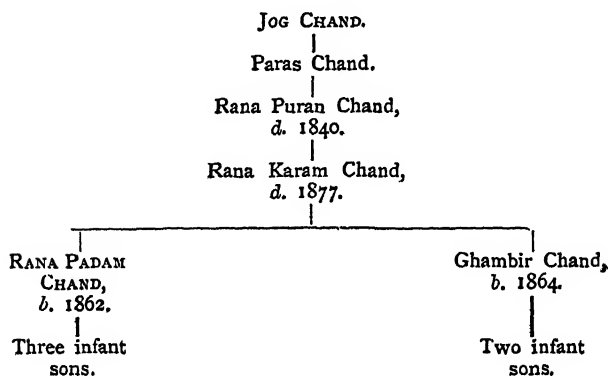 JOG CHAND.
Paras Chand.
Rana Puran Chand,
d. 1840.
Rana Karam Chand,
d. 1877.
RANA PADAM
CHAND,
b. 1862.
Ghambir Chand,
b. 1864.
Three infant
sons.
Two infant
sons.